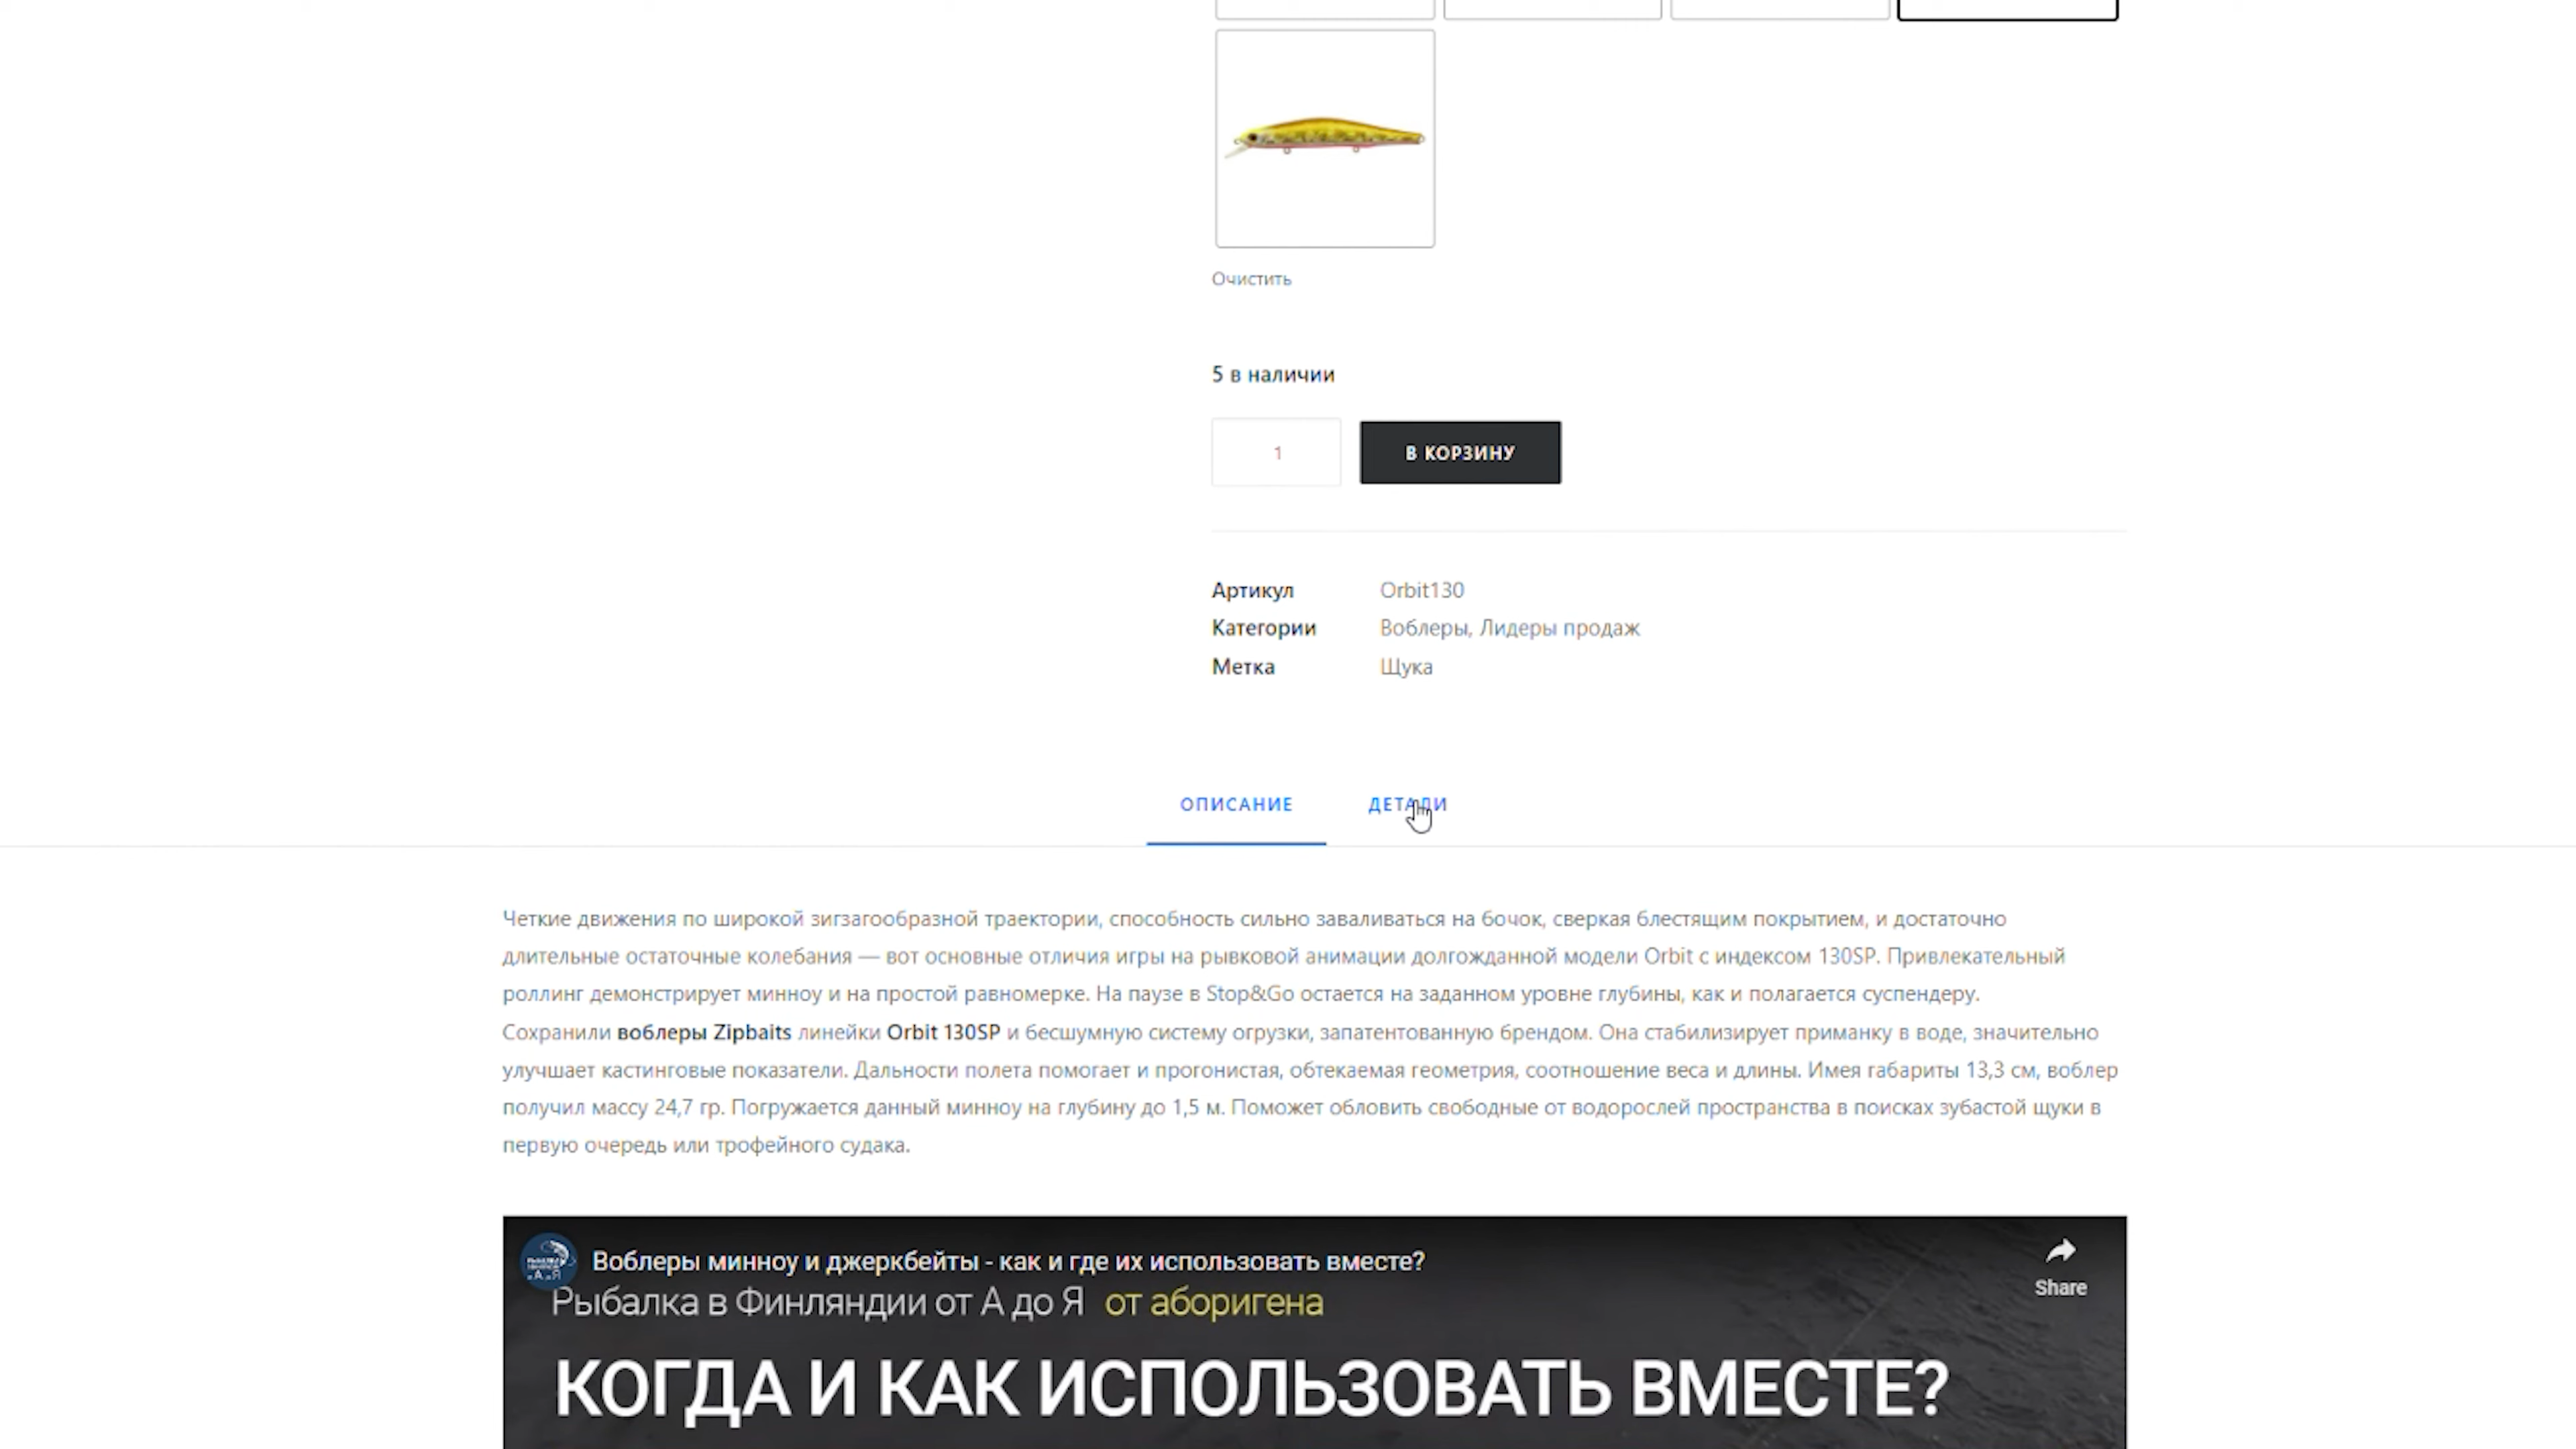 Очистить
5 в наличии
1
В КОРЗИНУ
Артикул Orbit130
Категории Воблеры, Лидеры продаж
Метка Щука
ОПИСАНИЕ ДЕТАЛИ
Четкие движения по широкой зигзагообразной траектории, способность сильно заваливаться на бочок, сверкая блестящим покрытием, и достаточно
длительные остаточные колебания — вот основные отличия игры на рывковой анимации долгожданной модели Orbit с индексом 130SP. Привлекательный
роллинг демонстрирует минноу и на простой равномерке. На паузе в Stop&Go остается на заданном уровне глубины, как и полагается суспендеру.
Сохранили воблеры Zipbaits линейки Orbit 130SP и бесшумную систему огрузки, запатентованную брендом. Она стабилизирует приманку в воде, значительно
улучшает кастинговые показатели. Дальности полета помогает и прогонистая, обтекаемая геометрия, соотношение веса и длины. Имея габариты 13,3 см, воблер
получил массу 24,7 гр. Погружается данный минноу на глубину до 1,5 м. Поможет обловить свободные от водорослей пространства в поисках зубастой щуки в
первую очередь или трофейного судака.
Воблеры минноу и джеркбейты - как и где их использовать вместе?
Share
Рыбалка в Финляндии от А до Я от аборигена
КОГДА И КАК ИСПОЛЬЗОВАТЬ ВМЕСТЕ?